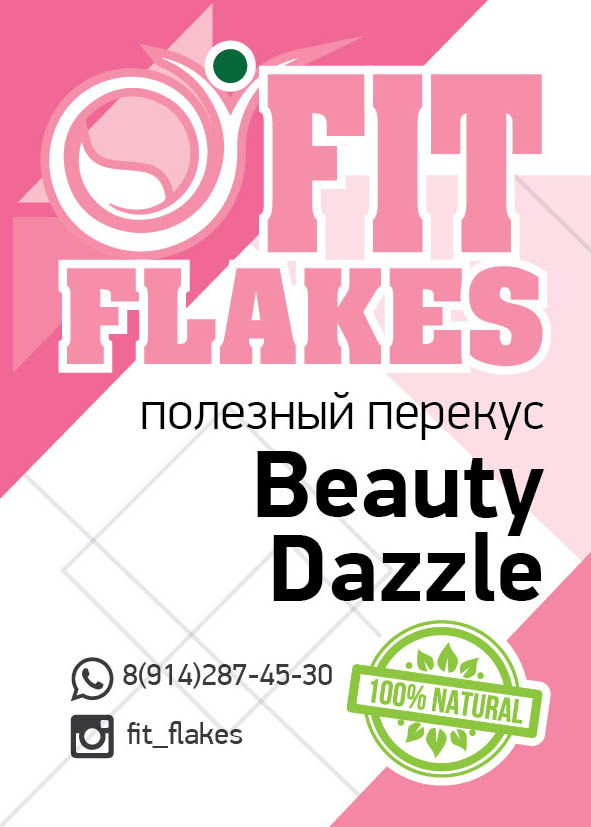 FIT
FLAKES
полезный перекус
Beauty
Dazzle
8(914)287-45-30
fit_flakes
100% NATURAL